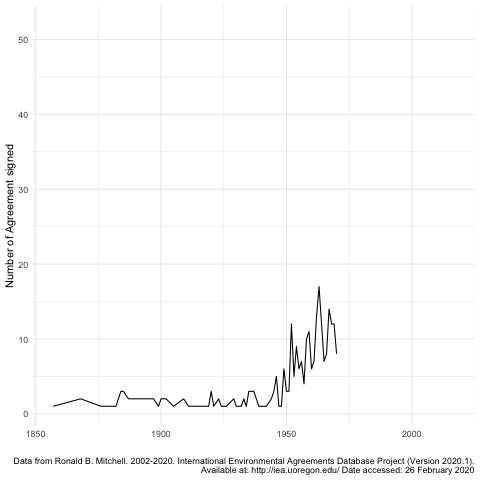 50
40
30
20
10
0
Number of Agreement signed
1850 1900 1950 2000
Data from Ronald B. Mitchell. 2002-2020. International Environmental Agreements Database Project (Version 2020.1).
Available at: http://iea.uoregon.edu/ Date accessed: 26 February 2020